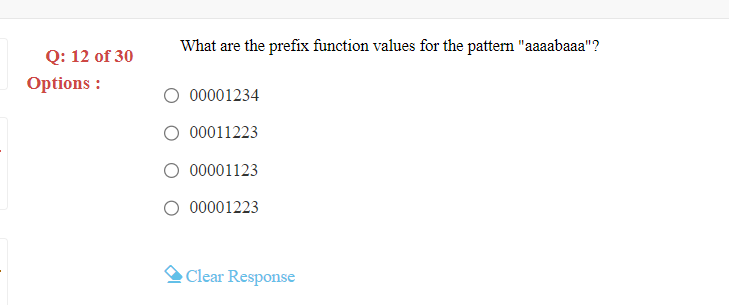 What are the prefix function values for the pattern "aaaabaaa"?
Q: 12 of 30
Options :
00001234
00011223
00001123
00001223
Clear Response